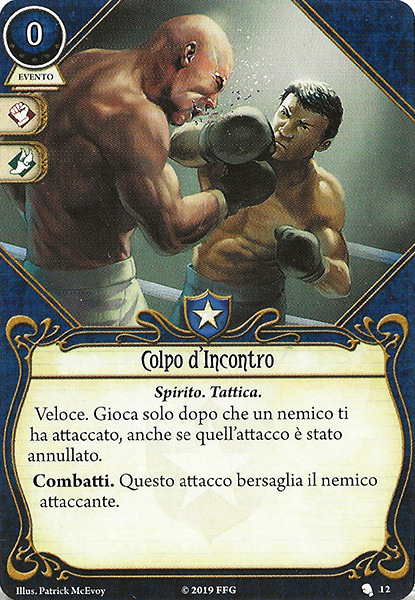 0
EVENTO
Colpo d'Incontro
Spirito. Tattica.
Veloce. Gioca solo dopo che un nemico ti
ha attaccato, anche se quell'attacco è stato
annullato.
Combatti. Questo attacco bersaglia il nemico
attaccante.
Illus. Patrick McEvoy
© 2019 FFG
12